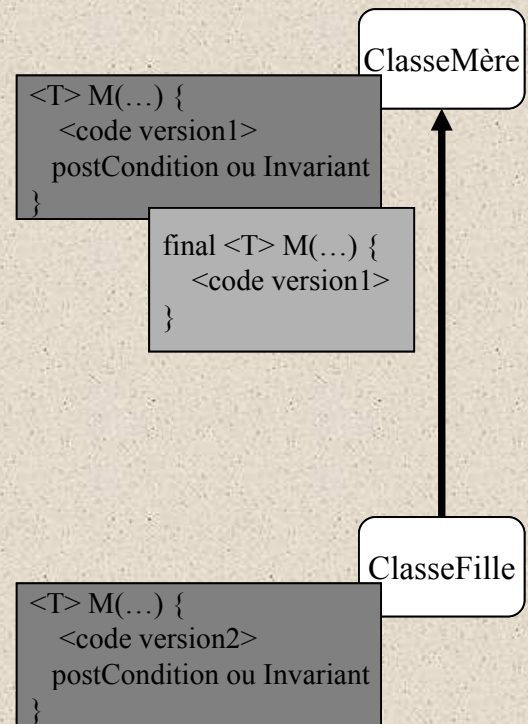 ClasseMère
<T> M(…) {
<code version1>
postCondition ou Invariant
}
final <T> M(…) {
<code version1>
}
ClasseFille
<T> M(…) {
<code version2>
postCondition ou Invariant
}